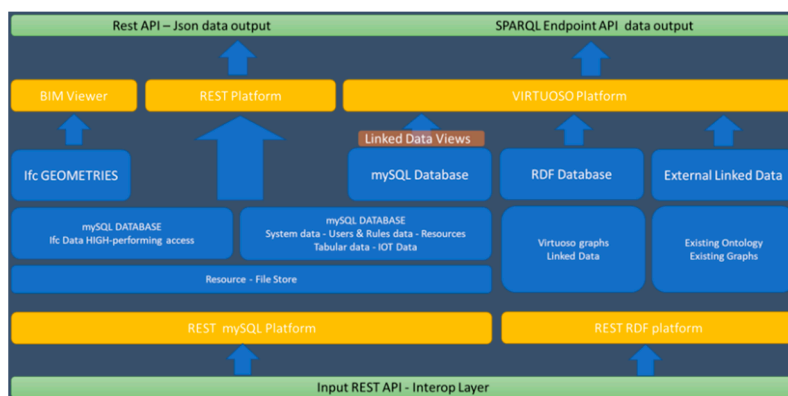 Rest API – Json data output
SPARQL Endpoint API data output
BIM Viewer
REST Platform
VIRTUOSO Platform
Linked Data Views
Ifc GEOMETRIES
mySQL Database
RDF Database
External Linked Data
mySQL DATABASE
Ifc Data HIGH-performing access
mySQL DATABASE
System data - Users & Rules data - Resources
Tabular data - IOT Data
Virtuoso graphs
Linked Data
Existing Ontology
Existing Graphs
Resource - File Store
REST mySQL Platform
REST RDF platform
Input REST API - Interop Layer